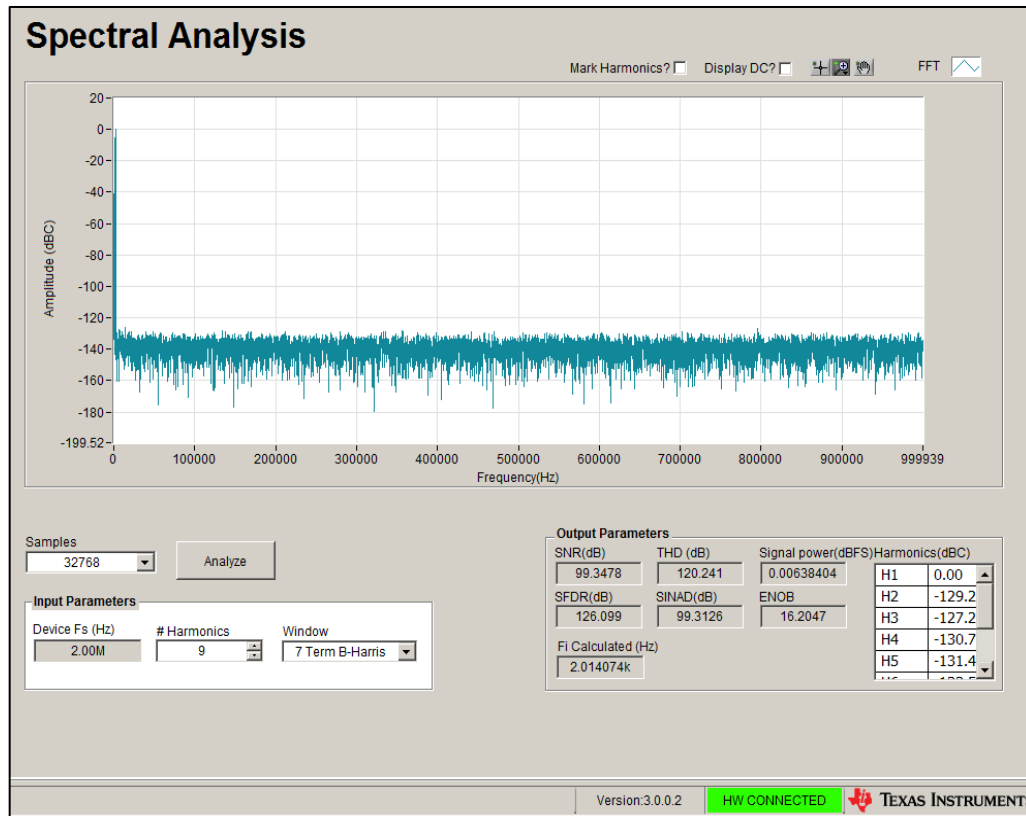 Spectral Analysis
Mark Harmonics? Display DC? FFT
20
0
-20
-40
-60
-80
-100
-120
-140
-160
-180
-199.52
Amplitude (dBC)
0 100000 200000 300000 400000 500000 600000 700000 800000 900000 999939
Frequency(Hz)
Samples
32768
Analyze
Input Parameters
Device Fs (Hz) # Harmonics Window
2.00M 9 7 Term B-Harris
Output Parameters
SNR(dB) THD (dB) Signal power(dBFS) Harmonics(dBC)
99.3478 120.241 0.00638404
SFDR(dB) SINAD(dB) ENOB
126.099 99.3126 16.2047
Fi Calculated (Hz)
2.014074k
H1 0.00
H2 -129.2
H3 -127.2
H4 -130.7
H5 -131.4
Version:3.0.0.2 HW CONNECTED TEXAS INSTRUMENTS